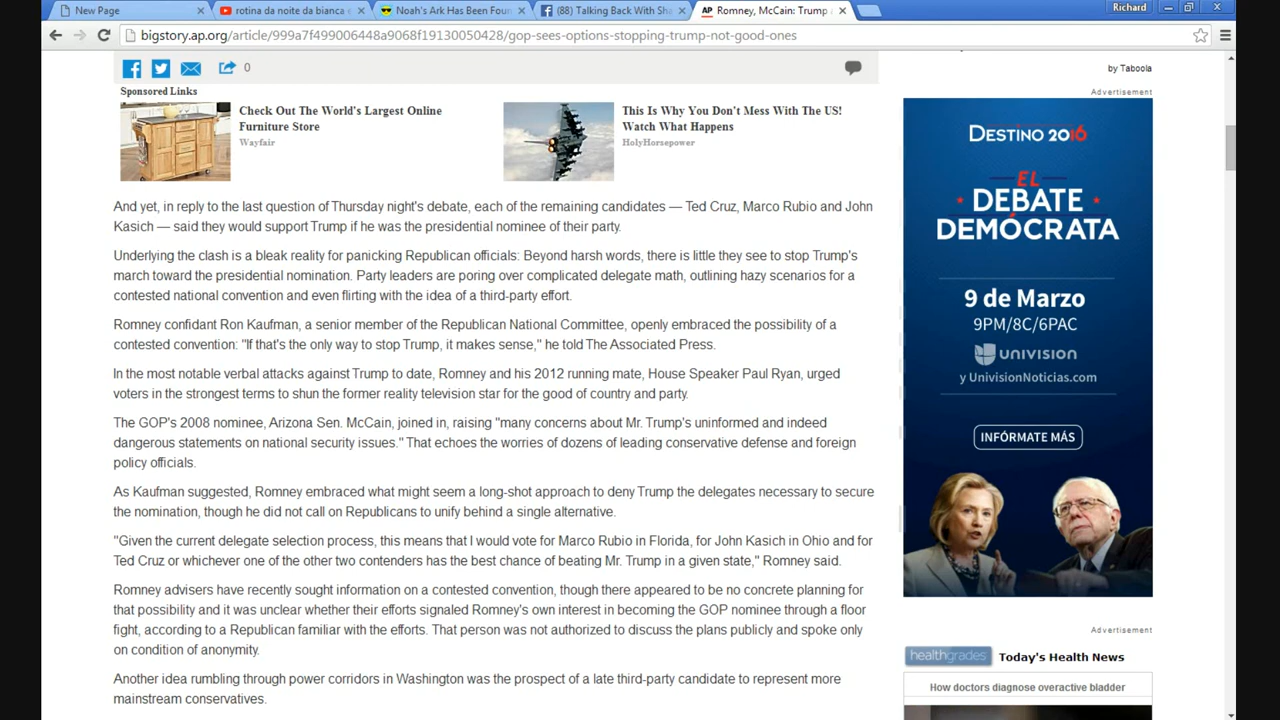 New Page
rotina da noite da bianca e
Noah's Ark Has Been Foun
(88) Talking Back With Sha
AP Romney, McCain: Trump a
Richard
bigstory.ap.org/article/999a7f499006448a9068f19130050428/gop-sees-options-stopping-trump-not-good-ones
0
by Taboola
Sponsored Links
Advertisement
Check Out The World's Largest Online
Furniture Store
Wayfair
This Is Why You Don't Mess With The US!
Watch What Happens
HolyHorsepower
And yet, in reply to the last question of Thursday night's debate, each of the remaining candidates — Ted Cruz, Marco Rubio and John
Kasich — said they would support Trump if he was the presidential nominee of their party.
Underlying the clash is a bleak reality for panicking Republican officials: Beyond harsh words, there is little they see to stop Trump's
march toward the presidential nomination. Party leaders are poring over complicated delegate math, outlining hazy scenarios for a
contested national convention and even flirting with the idea of a third-party effort.
Romney confidant Ron Kaufman, a senior member of the Republican National Committee, openly embraced the possibility of a
contested convention: "If that's the only way to stop Trump, it makes sense," he told The Associated Press.
In the most notable verbal attacks against Trump to date, Romney and his 2012 running mate, House Speaker Paul Ryan, urged
voters in the strongest terms to shun the former reality television star for the good of country and party.
The GOP's 2008 nominee, Arizona Sen. McCain, joined in, raising "many concerns about Mr. Trump's uninformed and indeed
dangerous statements on national security issues." That echoes the worries of dozens of leading conservative defense and foreign
policy officials.
As Kaufman suggested, Romney embraced what might seem a long-shot approach to deny Trump the delegates necessary to secure
the nomination, though he did not call on Republicans to unify behind a single alternative.
"Given the current delegate selection process, this means that I would vote for Marco Rubio in Florida, for John Kasich in Ohio and for
Ted Cruz or whichever one of the other two contenders has the best chance of beating Mr. Trump in a given state," Romney said.
Romney advisers have recently sought information on a contested convention, though there appeared to be no concrete planning for
that possibility and it was unclear whether their efforts signaled Romney's own interest in becoming the GOP nominee through a floor
fight, according to a Republican familiar with the efforts. That person was not authorized to discuss the plans publicly and spoke only
on condition of anonymity.
Another idea rumbling through power corridors in Washington was the prospect of a late third-party candidate to represent more
mainstream conservatives.
DESTINO 2016
EL
DEBATE
DEMÓCRATA
9 de Marzo
9PM/8C/6PAC
UNIVISION
y UnivisionNoticias.com
INFÓRMATE MÁS
Advertisement
healthgrades Today's Health News
How doctors diagnose overactive bladder